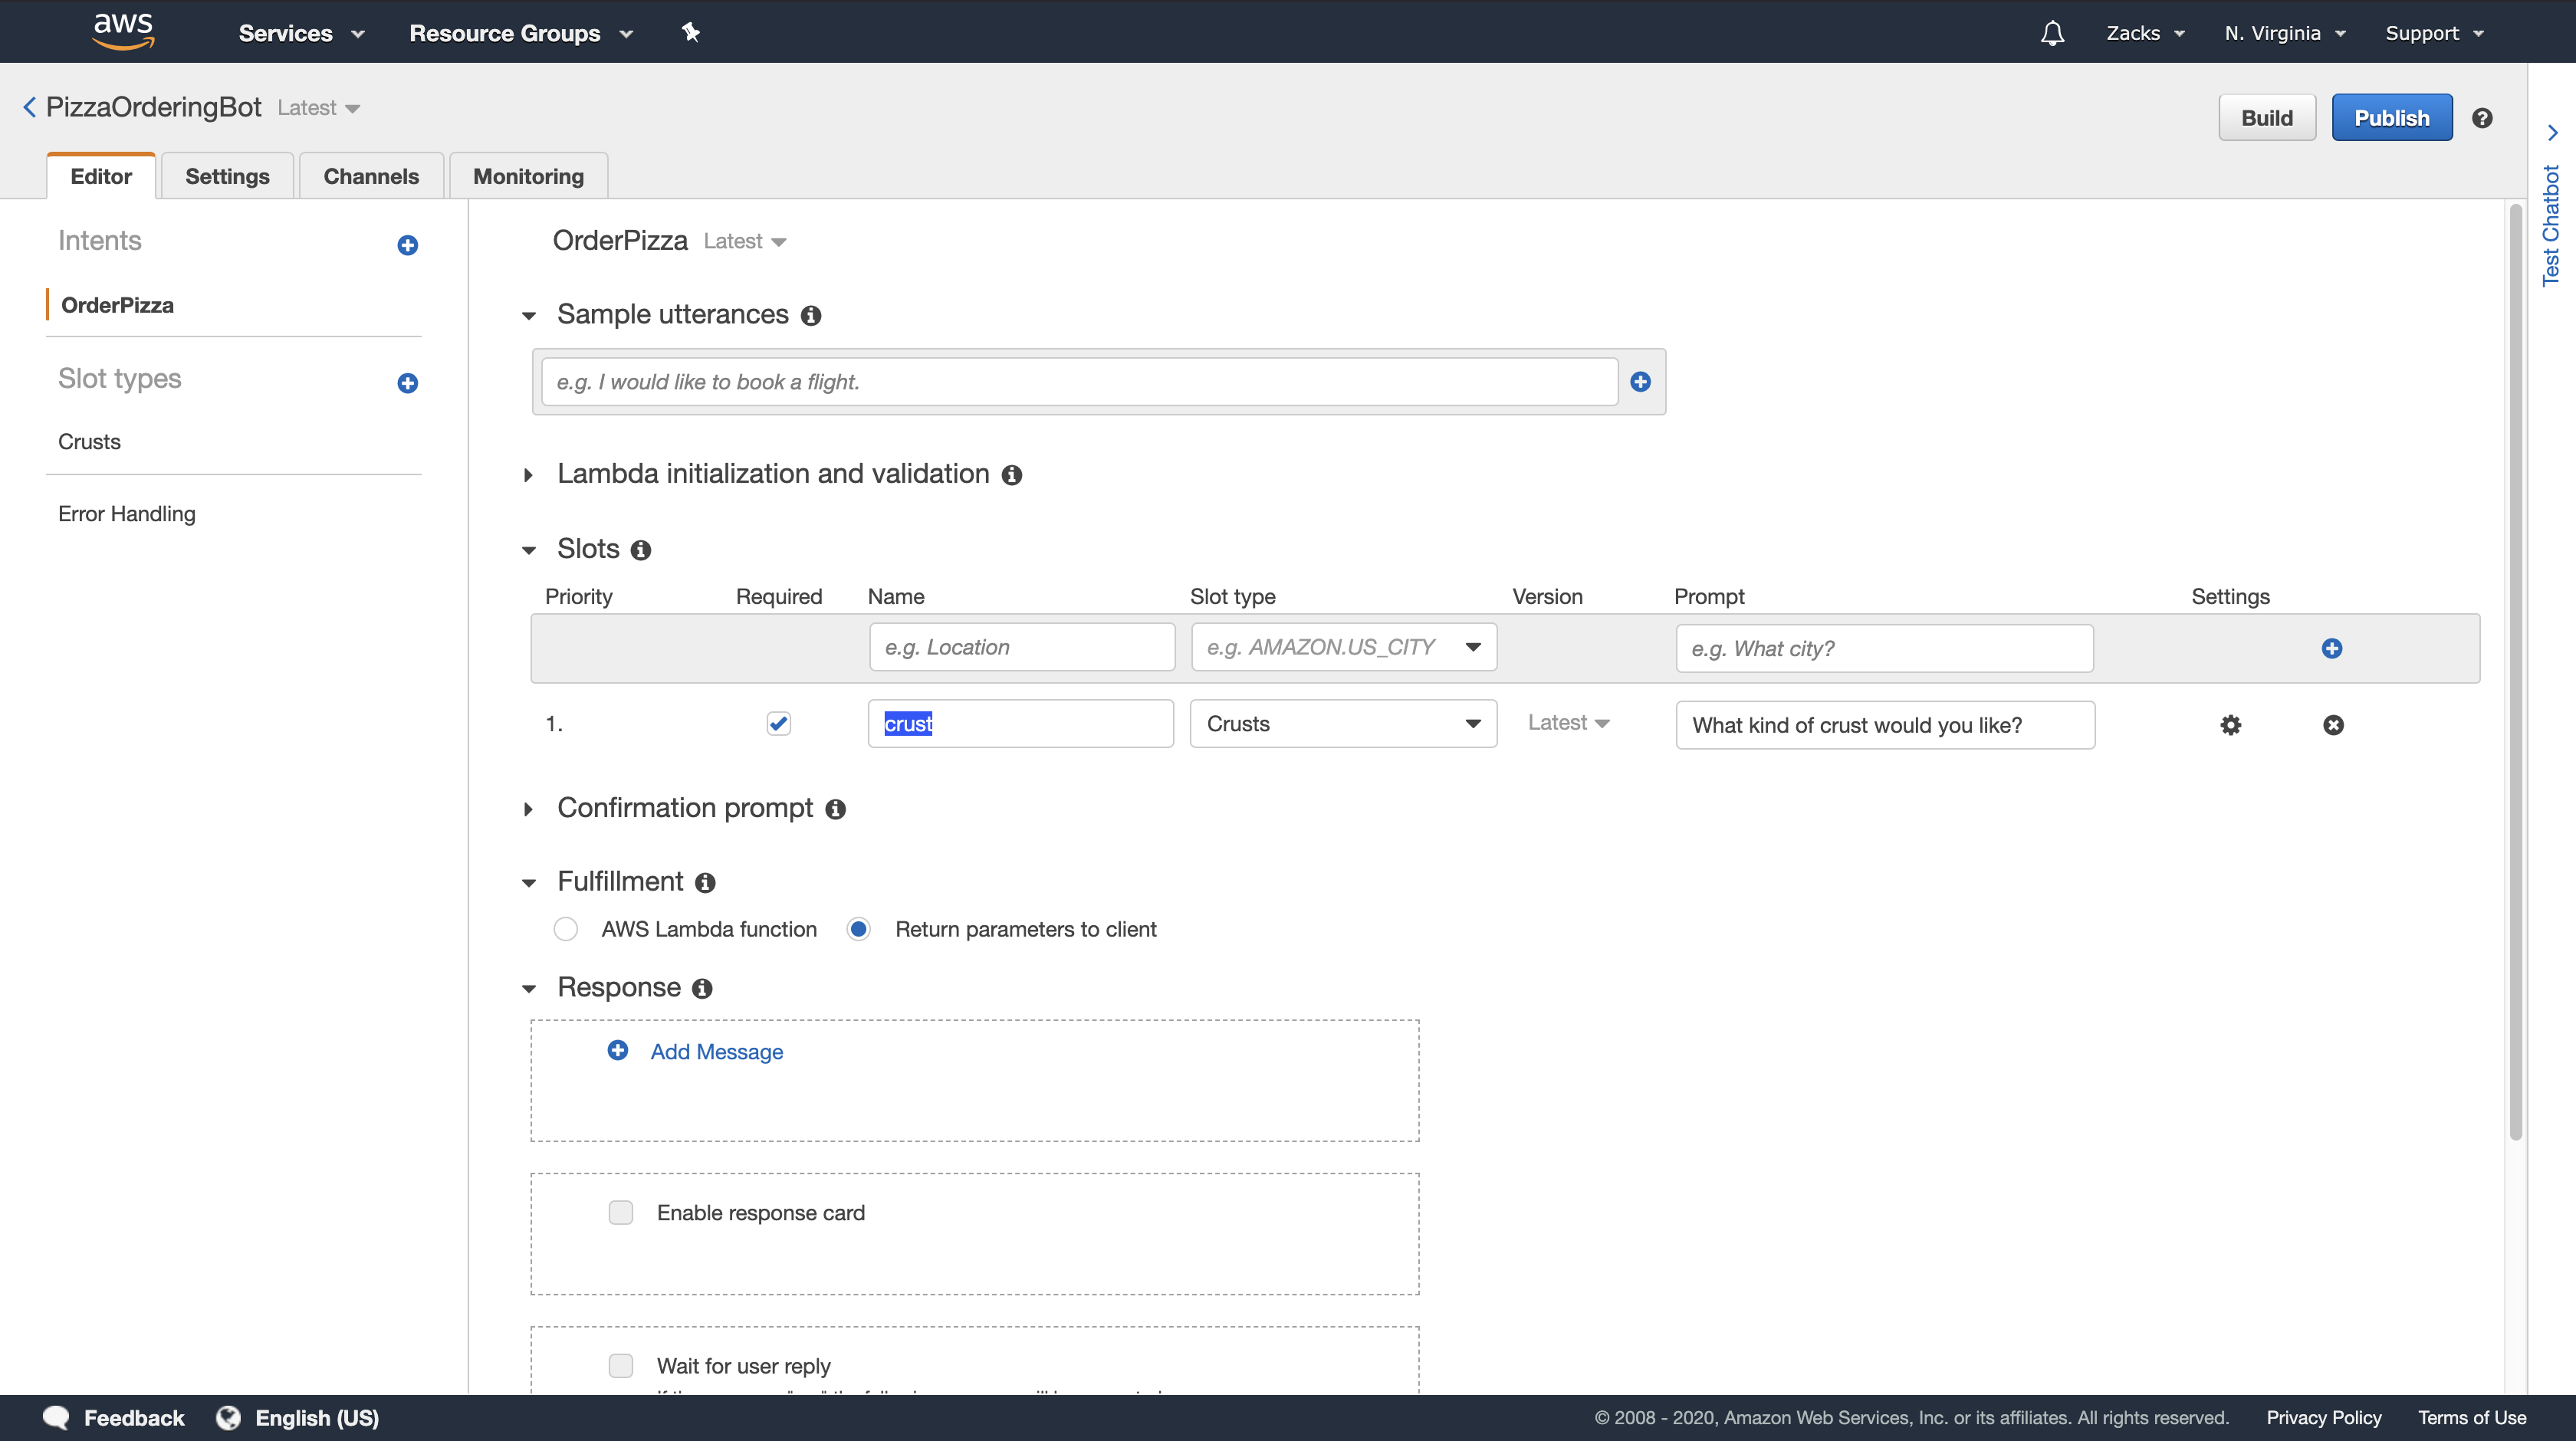 aws Services Resource Groups Zacks N. Virginia Support
PizzaOrderingBot Latest
Build Publish
Editor Settings Channels Monitoring
Test Chatbot
Intents
OrderPizza
Slot types
Crusts
Error Handling
OrderPizza Latest
Sample utterances
e.g. I would like to book a flight.
Lambda initialization and validation
Slots
Priority Required Name Slot type Version Prompt Settings
e.g. Location e.g. AMAZON.US_CITY e.g. What city?
1. crust Crusts Latest What kind of crust would you like?
Confirmation prompt
Fulfillment
AWS Lambda function Return parameters to client
Response
Add Message
Enable response card
Wait for user reply
Feedback English (US) © 2008 - 2020, Amazon Web Services, Inc. or its affiliates. All rights reserved. Privacy Policy Terms of Use